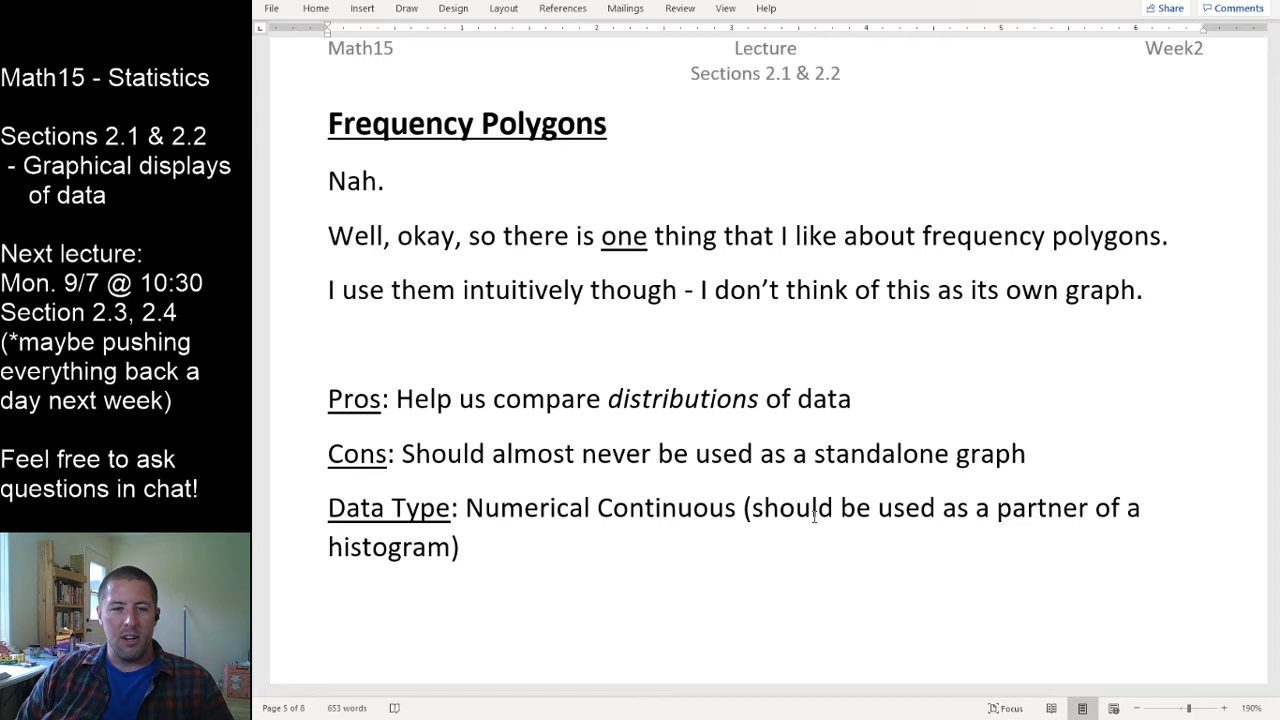 Math15 - Statistics
Sections 2.1 & 2.2
- Graphical displays
of data
Next lecture:
Mon. 9/7 @ 10:30
Section 2.3, 2.4
(*maybe pushing
everything back a
day next week)
Feel free to ask
questions in chat!
File Home Insert Draw Design Layout References Mailings Review View Help Share Comments
1 2 3 4 5 6
Math15 Lecture Week2
Sections 2.1 & 2.2
Frequency Polygons
Nah.
Well, okay, so there is one thing that I like about frequency polygons.
I use them intuitively though - I don’t think of this as its own graph.
Pros: Help us compare distributions of data
Cons: Should almost never be used as a standalone graph
Data Type: Numerical Continuous (should be used as a partner of a
histogram)
Page 5 of 8 653 words Focus 190%